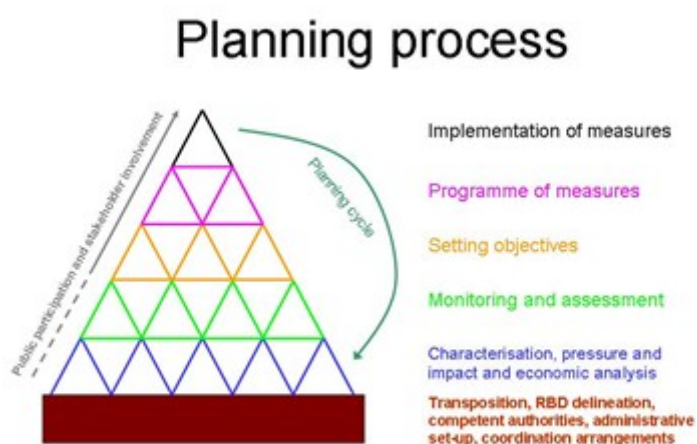 Planning process
Public participation and stakeholder involvement
Planning cycle
Implementation of measures
Programme of measures
Setting objectives
Monitoring and assessment
Characterisation, pressure and
impact and economic analysis
Transposition, RBD delineation,
competent authorities, administrative
set-up, coordination arrangements